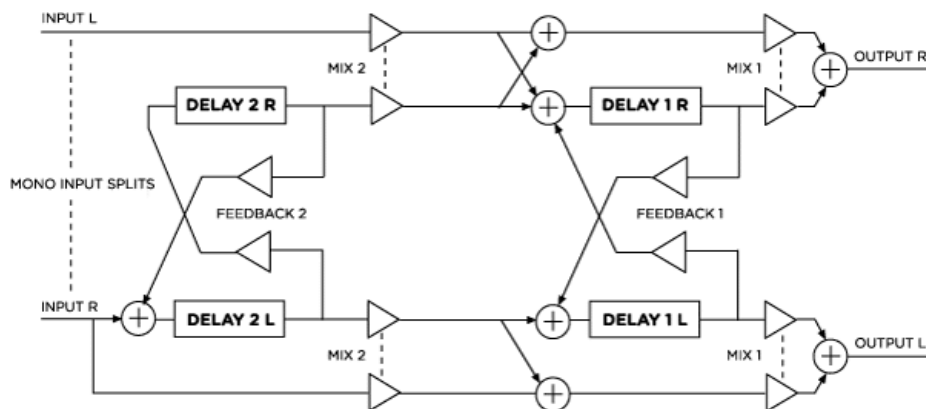 INPUT L
OUTPUT R
MIX 2
MIX 1
DELAY 2 R
DELAY 1 R
MONO INPUT SPLITS
FEEDBACK 2
FEEDBACK 1
INPUT R
DELAY 2 L
DELAY 1 L
OUTPUT L
MIX 2
MIX 1